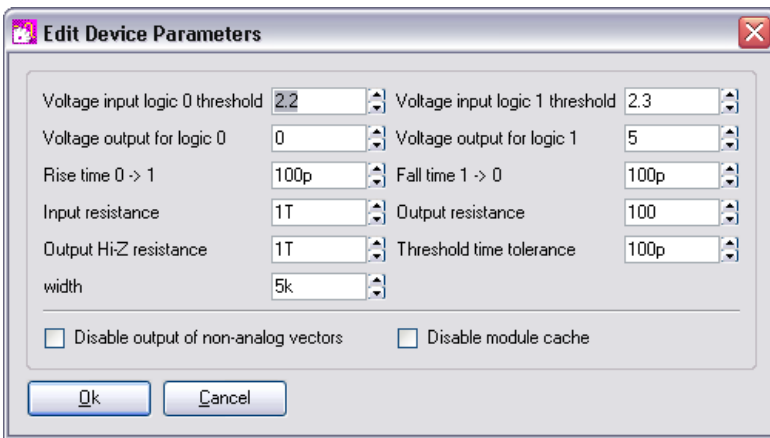 Edit Device Parameters
Voltage input logic 0 threshold 2.2 Voltage input logic 1 threshold 2.3
Voltage output for logic 0 0 Voltage output for logic 1 5
Rise time 0 -> 1 100p Fall time 1 -> 0 100p
Input resistance 1T Output resistance 100
Output Hi-Z resistance 1T Threshold time tolerance 100p
width 5k
Disable output of non-analog vectors Disable module cache
Ok Cancel